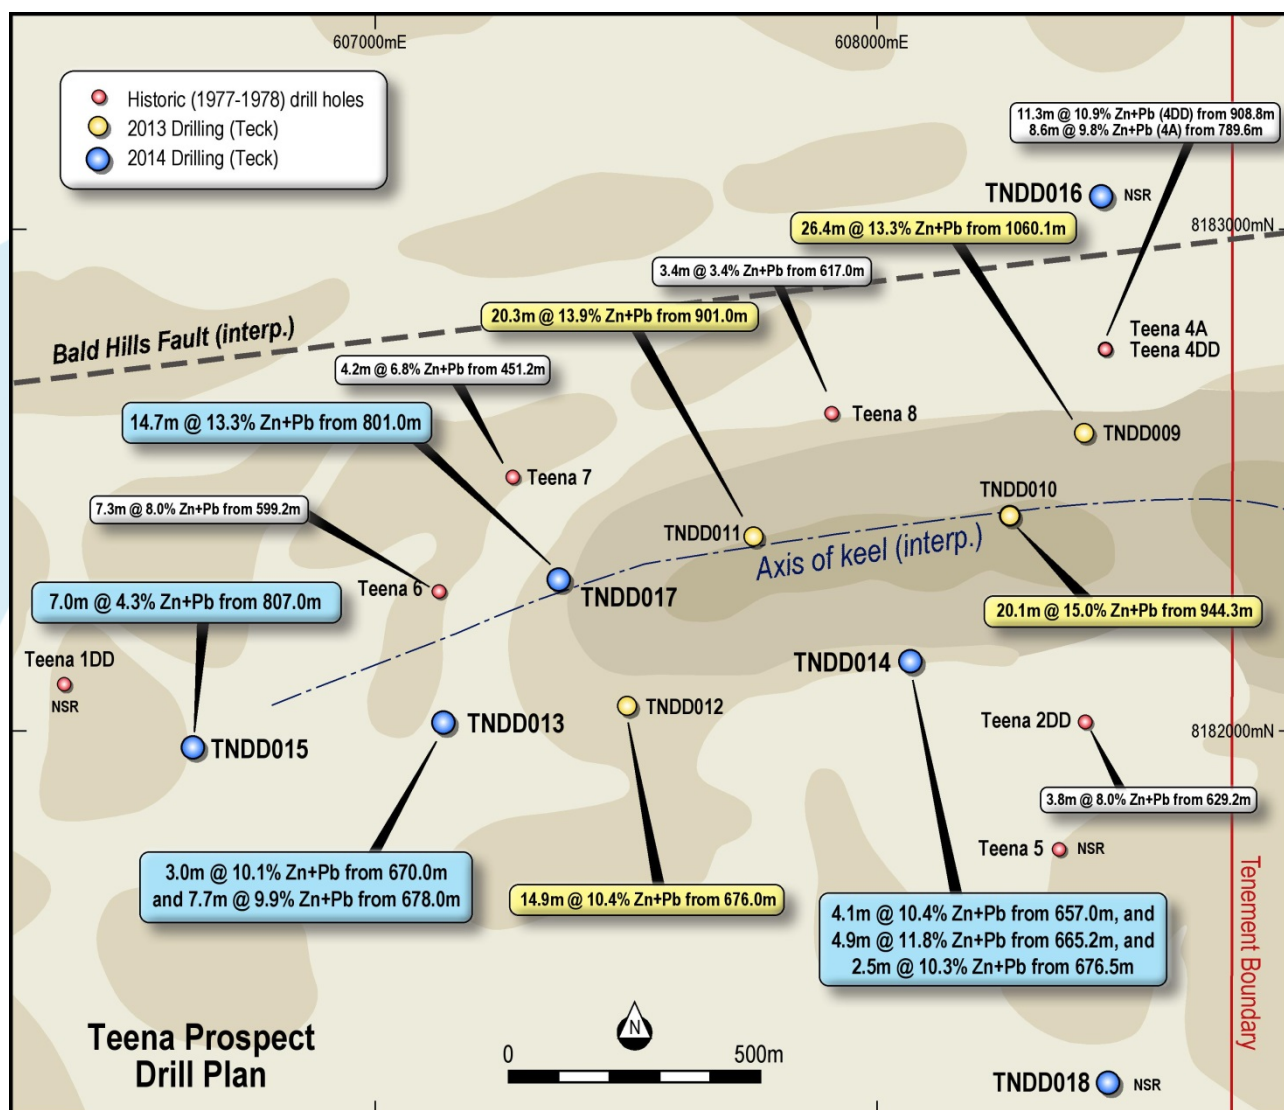 607000mE
608000mE
Historic (1977-1978) drill holes
2013 Drilling (Teck)
2014 Drilling (Teck)
11.3m @ 10.9% Zn+Pb (4DD) from 908.8m
8.6m @ 9.8% Zn+Pb (4A) from 789.6m
TNDD016
NSR
26.4m @ 13.3% Zn+Pb from 1060.1m
8183000mN
3.4m @ 3.4% Zn+Pb from 617.0m
20.3m @ 13.9% Zn+Pb from 901.0m
Bald Hills Fault (interp.)
Teena 4A
Teena 4DD
4.2m @ 6.8% Zn+Pb from 451.2m
14.7m @ 13.3% Zn+Pb from 801.0m
Teena 8
TNDD009
Teena 7
TNDD010
7.3m @ 8.0% Zn+Pb from 599.2m
TNDD011
Axis of keel (interp.)
Teena 6
TNDD017
7.0m @ 4.3% Zn+Pb from 807.0m
20.1m @ 15.0% Zn+Pb from 944.3m
Teena 1DD
NSR
TNDD014
TNDD012
TNDD013
TNDD015
Teena 2DD
8182000mN
3.8m @ 8.0% Zn+Pb from 629.2m
Teena 5
NSR
Tenement Boundary
3.0m @ 10.1% Zn+Pb from 670.0m
and 7.7m @ 9.9% Zn+Pb from 678.0m
14.9m @ 10.4% Zn+Pb from 676.0m
4.1m @ 10.4% Zn+Pb from 657.0m, and
4.9m @ 11.8% Zn+Pb from 665.2m, and
2.5m @ 10.3% Zn+Pb from 676.5m
Teena Prospect
Drill Plan
N
0
500m
TNDD018
NSR